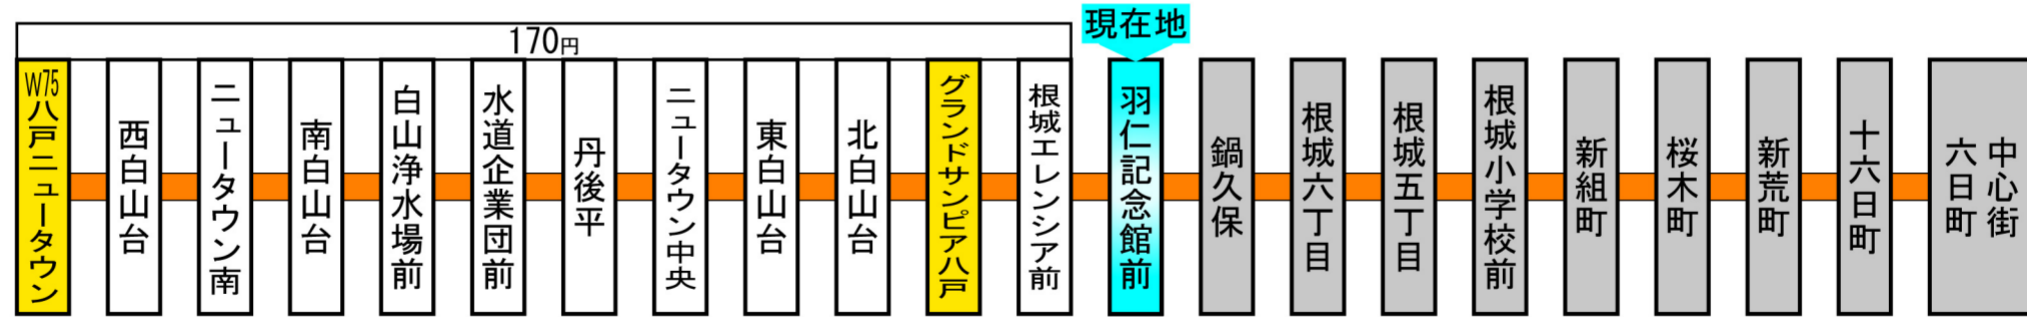 現在地
170円
W75
八戸ニュータウン
西白山台
ニュータウン南
南白山台
白山浄水場前
水道企業団前
丹後平
ニュータウン中央
東白山台
北白山台
グランドサンピア八戸
根城エレンシア前
羽仁記念館前
鍋久保
根城六丁目
根城五丁目
根城小学校前
新組町
桜木町
新荒町
十六日町
中心街
六日町